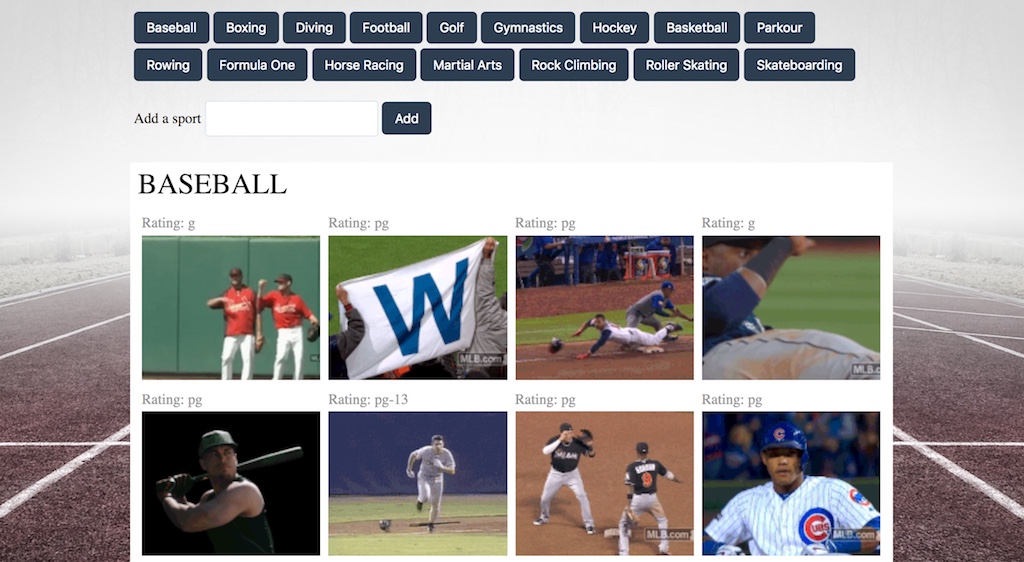 Baseball Boxing Diving Football Golf Gymnastics Hockey Basketball Parkour
Rowing Formula One Horse Racing Martial Arts Rock Climbing Roller Skating Skateboarding
Add a sport Add
BASEBALL
Rating: g Rating: pg Rating: pg Rating: g
W
MLB.com
Rating: pg Rating: pg-13 Rating: pg Rating: pg
C
CUBS
MLB.com
MLB.com